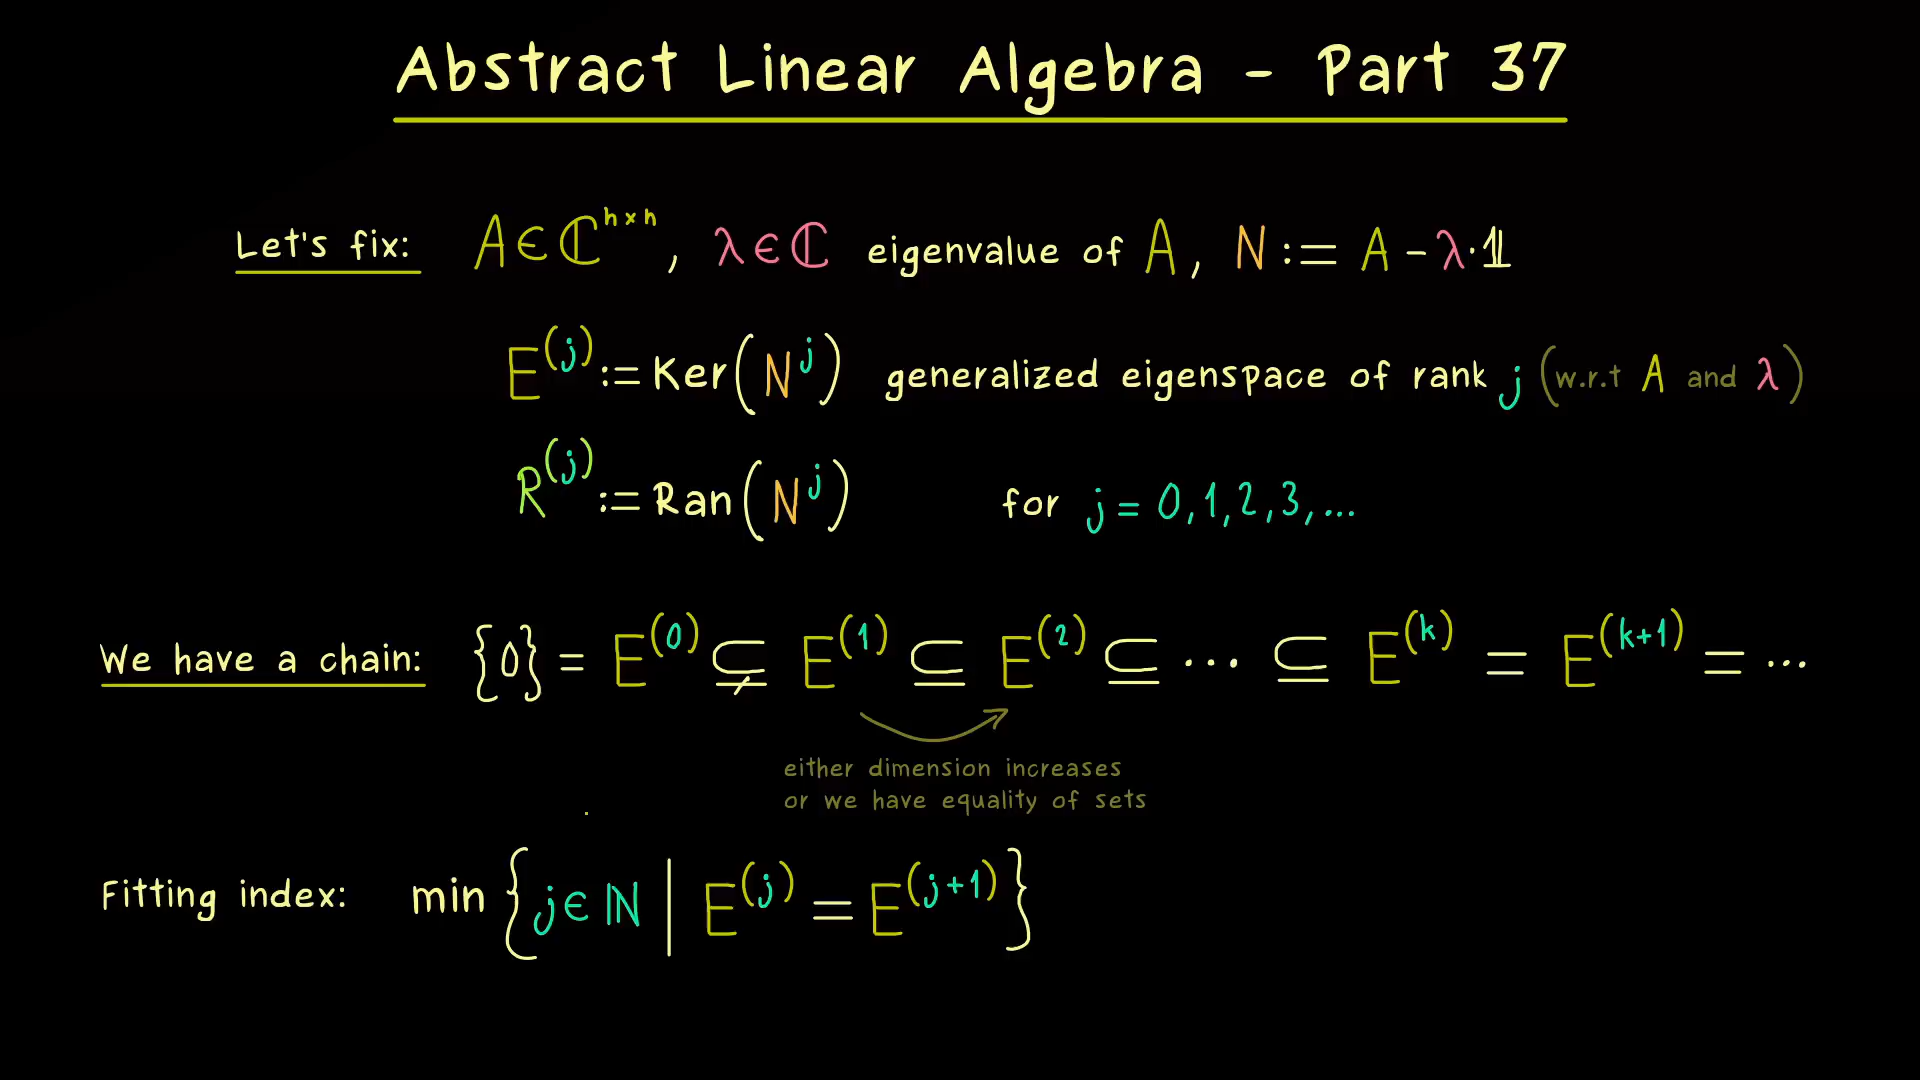 Abstract Linear Algebra - Part 37
Let's fix: A ∈ ℂⁿˣⁿ, λ ∈ ℂ eigenvalue of A, N := A - λ·𝟙
E^(j) := Ker(N^j) generalized eigenspace of rank j (w.r.t A and λ)
R^(j) := Ran(N^j) for j = 0,1,2,3,...
We have a chain: {0} = E^(0) ⊊ E^(1) ⊆ E^(2) ⊆ ... ⊆ E^(k) = E^(k+1) = ...
either dimension increases
or we have equality of sets
Fitting index: min { j ∈ ℕ | E^(j) = E^(j+1) }